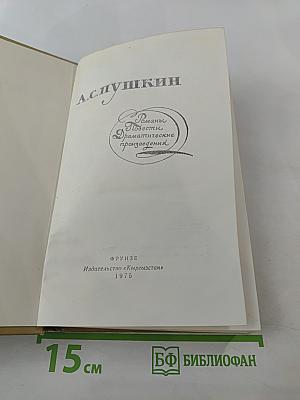 А.С.ПУШКИН
Романы
Повести
Драматические
произведения
ФРУНЗЕ
Издательство «Кыргызстан»
1975
15 см
БФ БИБЛИОФАН